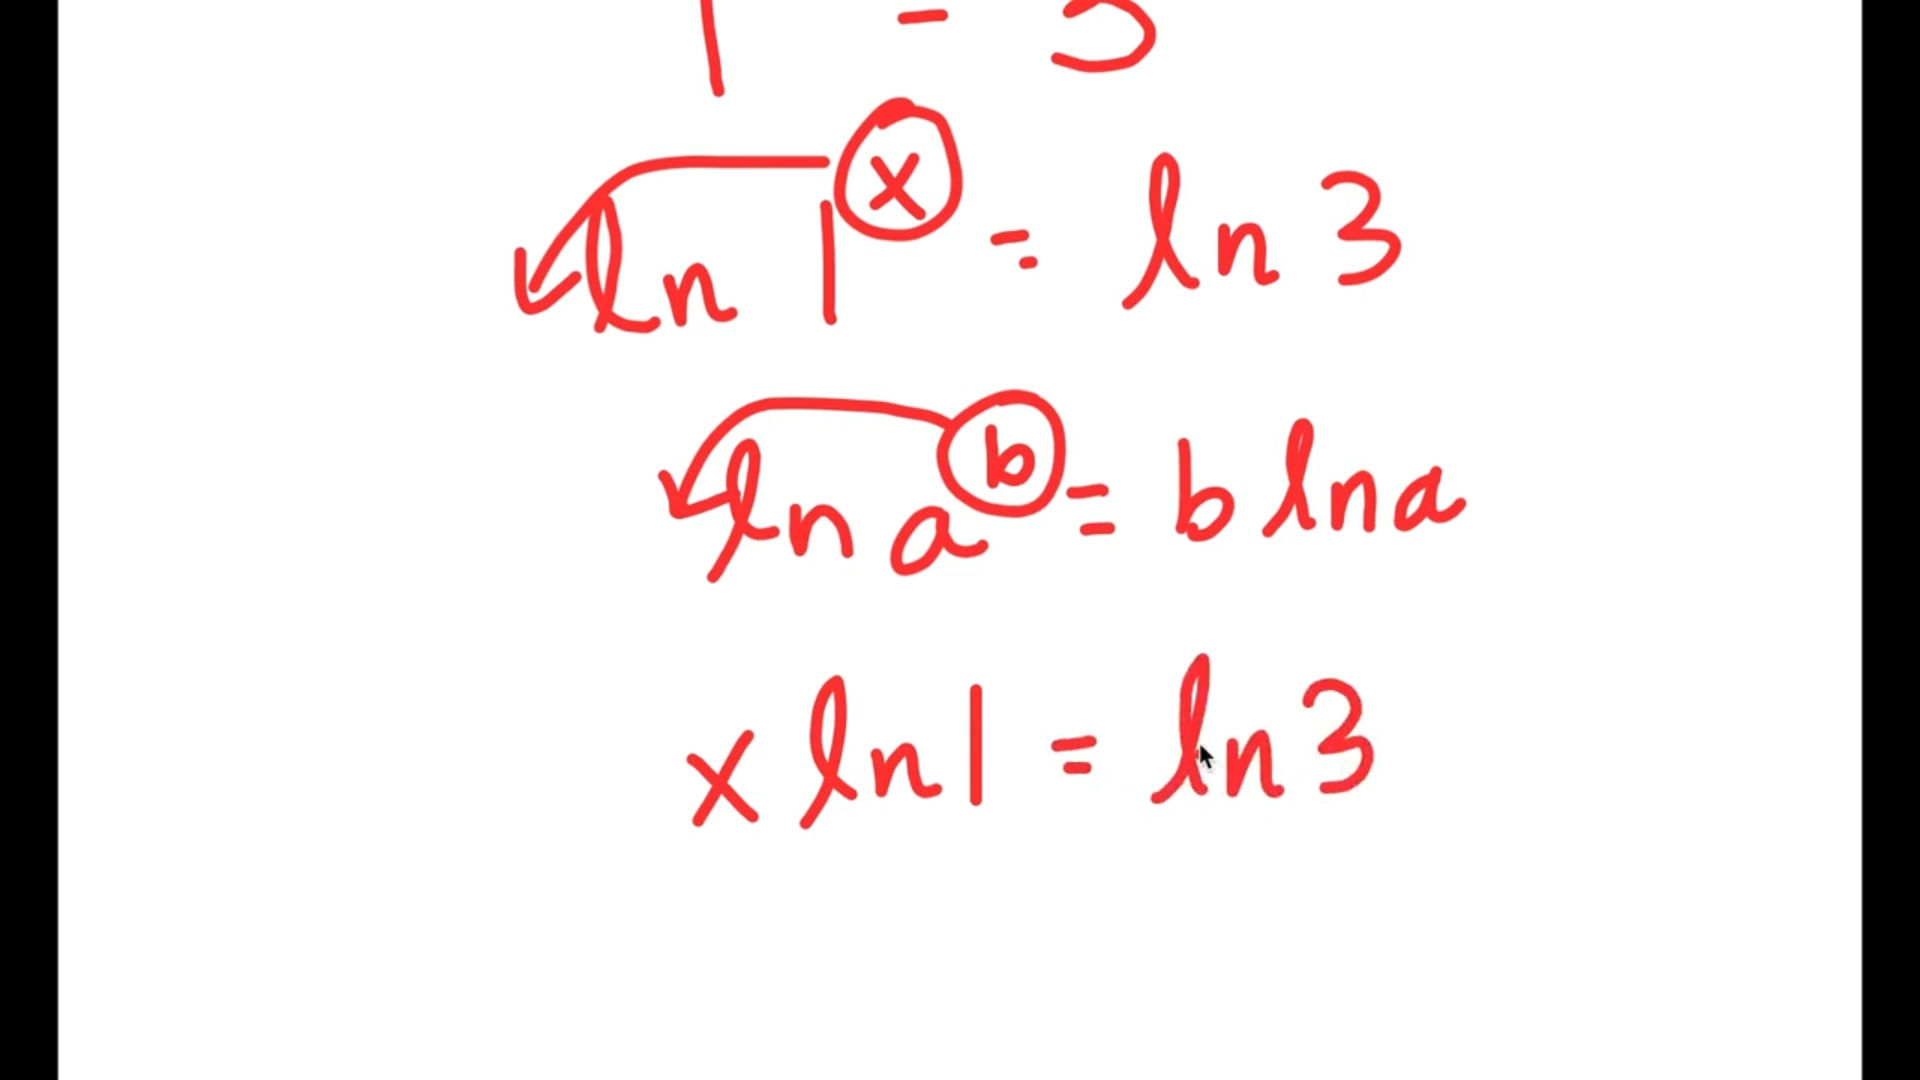 1 = 3
ln 1^x = ln 3
ln a^b = b ln a
x ln 1 = ln 3